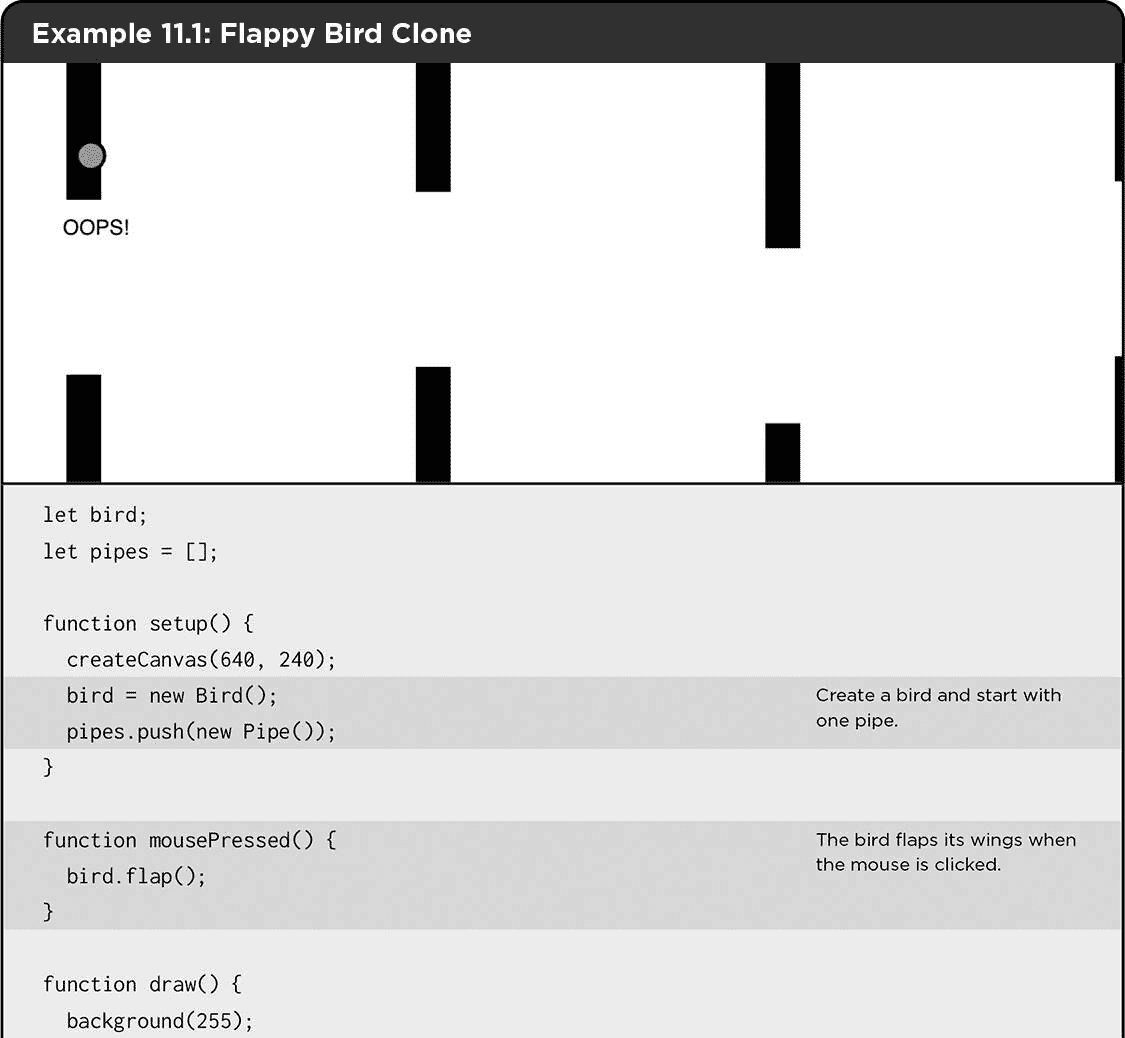 Example 11.1: Flappy Bird Clone
OOPS!
let bird;
let pipes = [];
function setup() {
createCanvas(640, 240);
bird = new Bird();
Create a bird and start with
one pipe.
pipes.push(new Pipe());
}
function mousePressed() {
The bird flaps its wings when
the mouse is clicked.
bird.flap();
}
function draw() {
background(255);